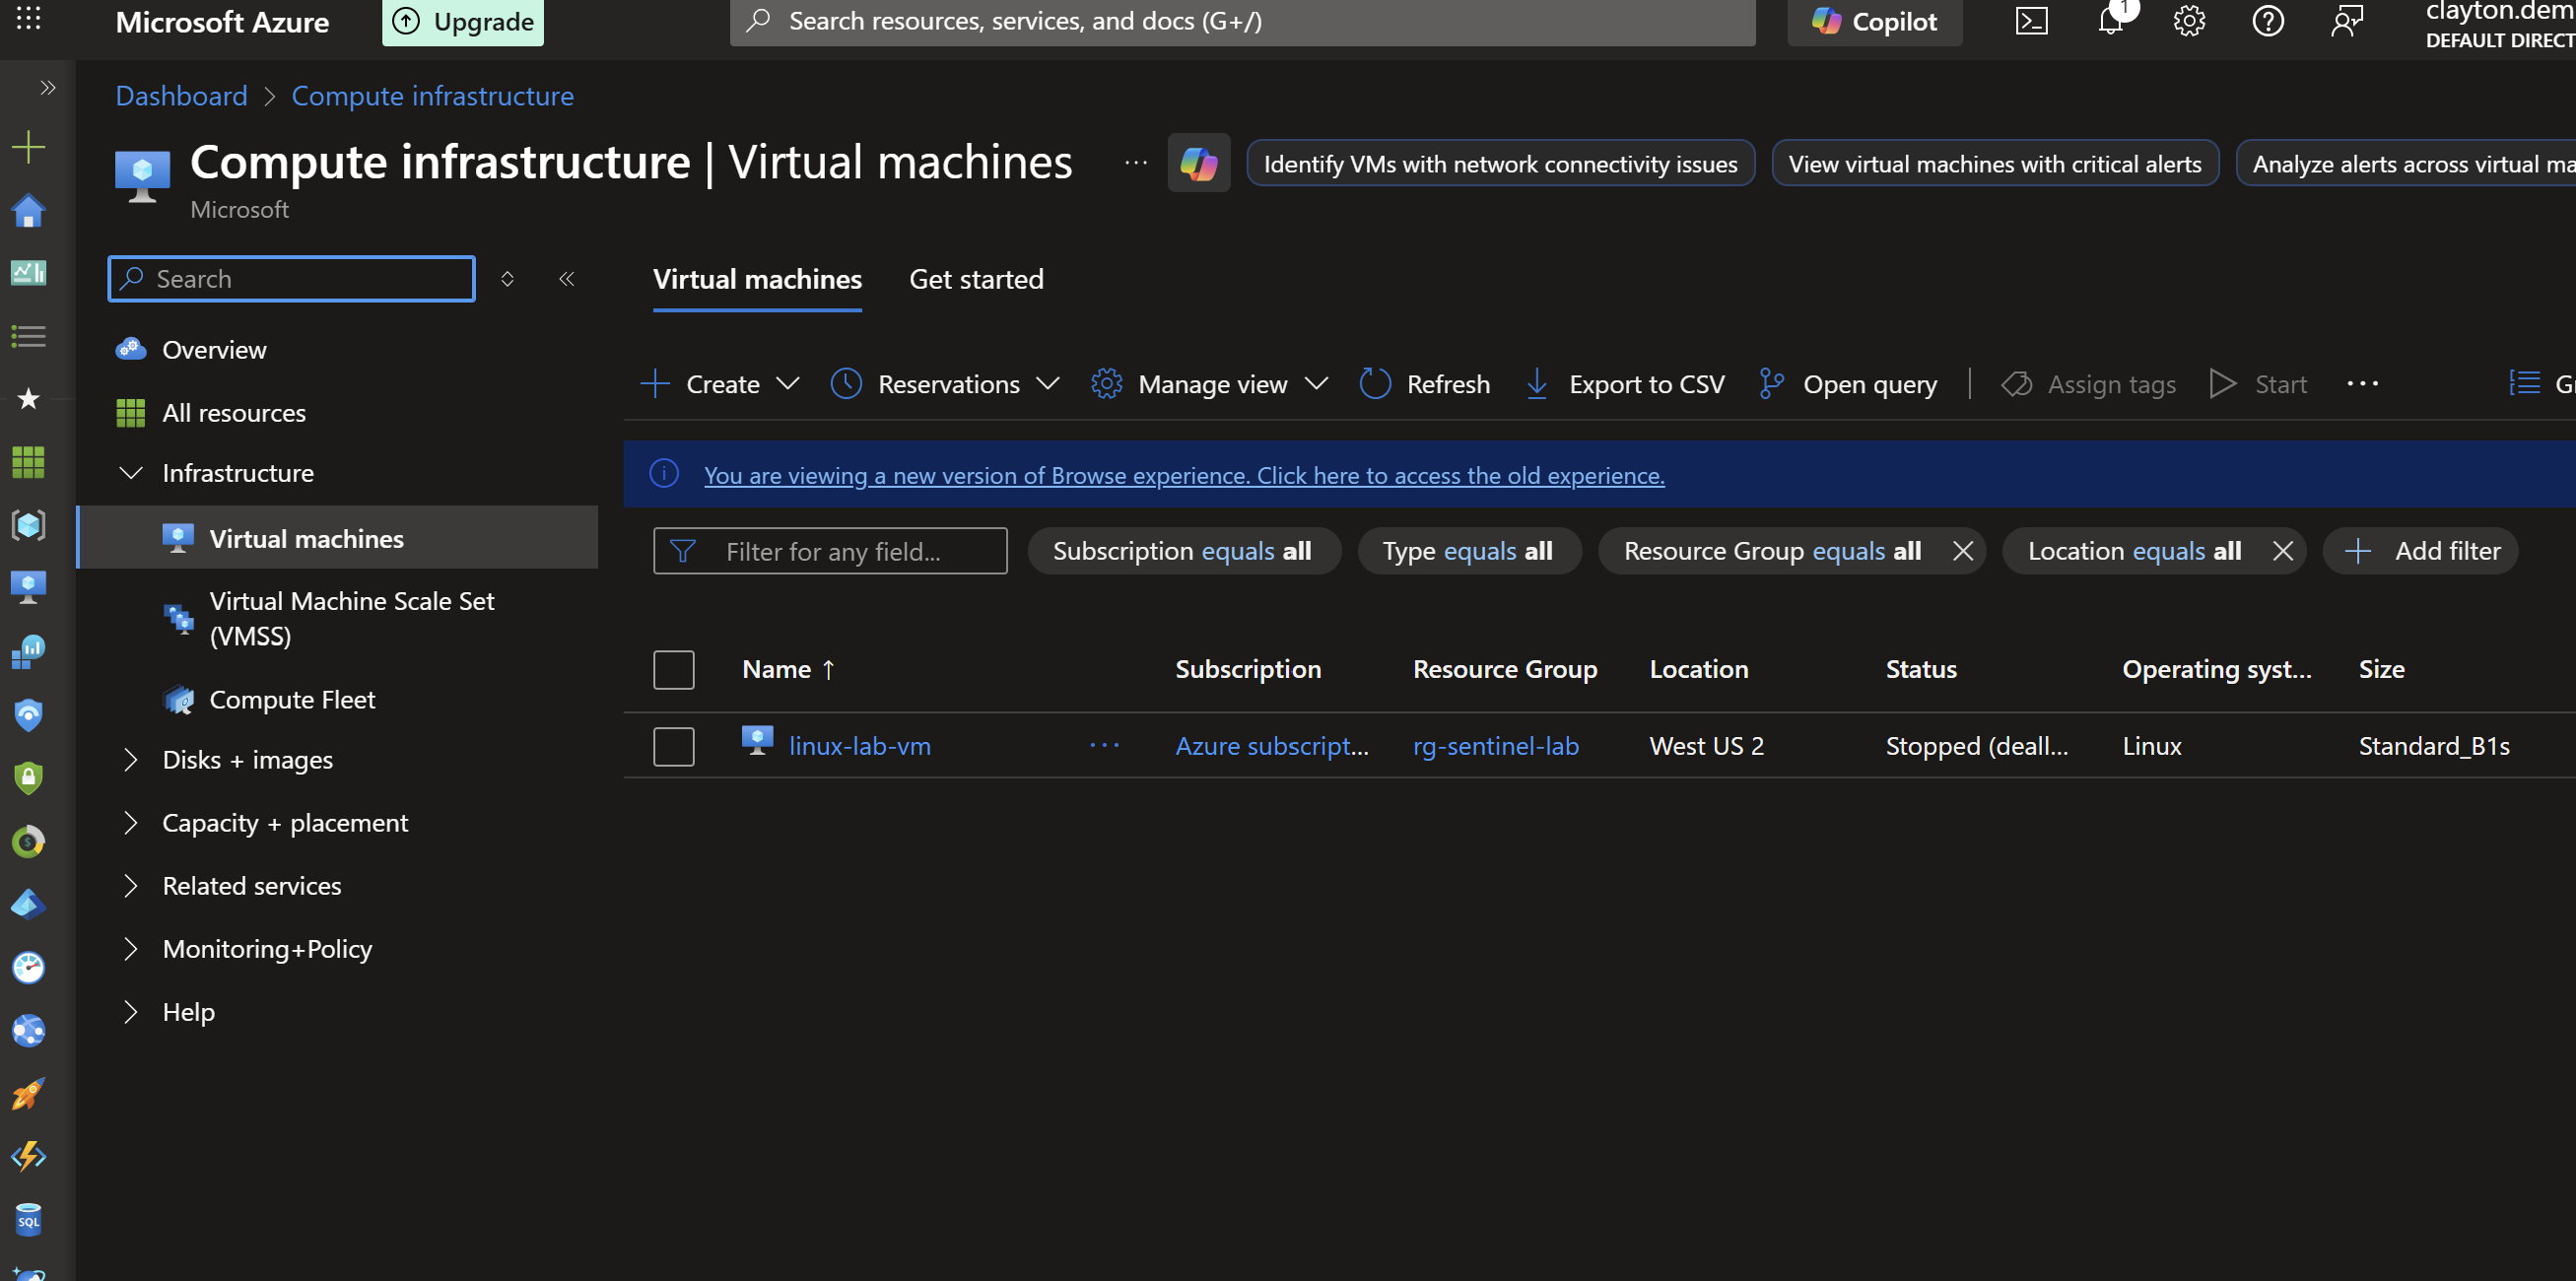 Microsoft Azure
Upgrade
Search resources, services, and docs (G+/)
Copilot
1
clayton.dem
DEFAULT DIRECT
Dashboard > Compute infrastructure
Compute infrastructure | Virtual machines
Microsoft
Identify VMs with network connectivity issues
View virtual machines with critical alerts
Analyze alerts across virtual ma
Search
Overview
All resources
Infrastructure
Virtual machines
Virtual Machine Scale Set
(VMSS)
Compute Fleet
Disks + images
Capacity + placement
Related services
Monitoring+Policy
Help
Virtual machines Get started
Create Reservations Manage view Refresh Export to CSV Open query | Assign tags Start ··· Gr
You are viewing a new version of Browse experience. Click here to access the old experience.
Filter for any field... Subscription equals all Type equals all Resource Group equals all Location equals all Add filter
Name ↑ Subscription Resource Group Location Status Operating syst... Size
linux-lab-vm ··· Azure subscript... rg-sentinel-lab West US 2 Stopped (deall... Linux Standard_B1s
SQL